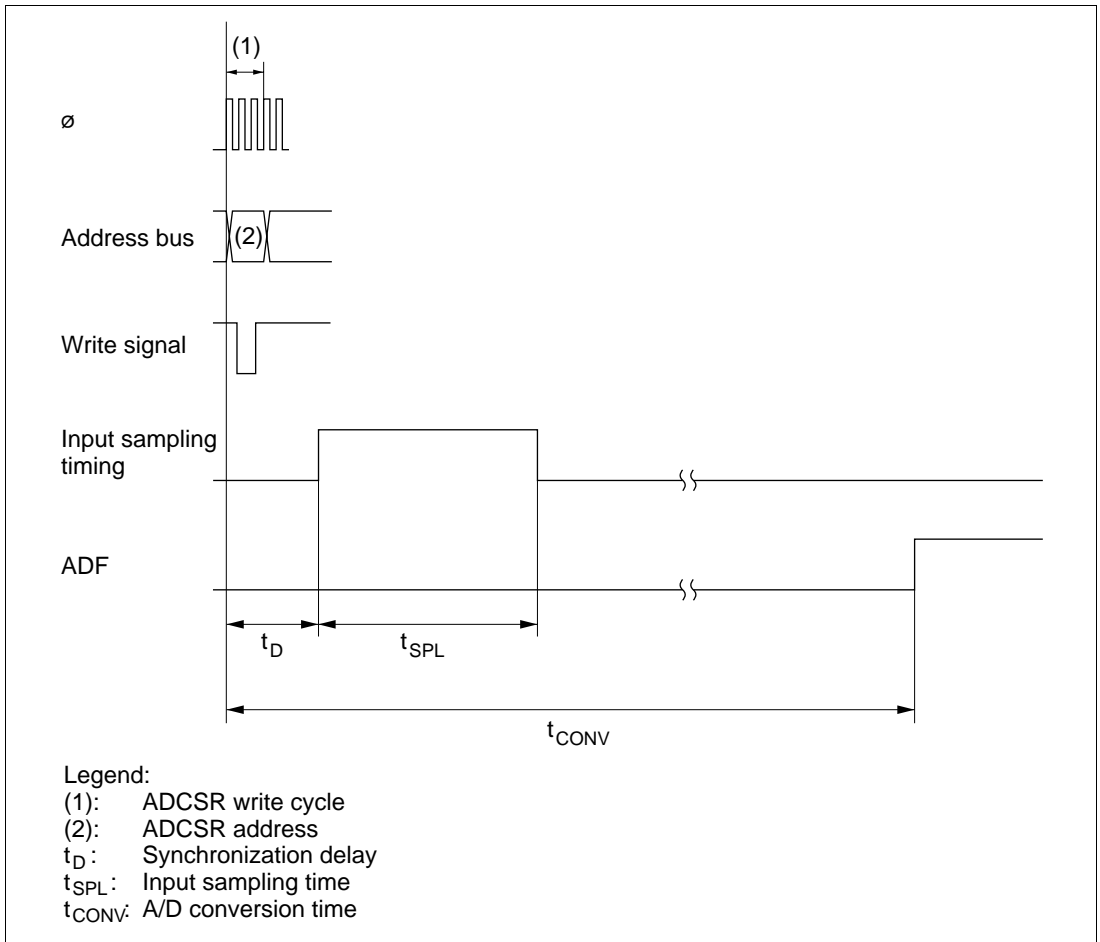 (1)
ø
Address bus
(2)
Write signal
Input sampling
timing
ADF
tD
tSPL
tCONV
Legend:
(1): ADCSR write cycle
(2): ADCSR address
tD : Synchronization delay
tSPL : Input sampling time
tCONV: A/D conversion time